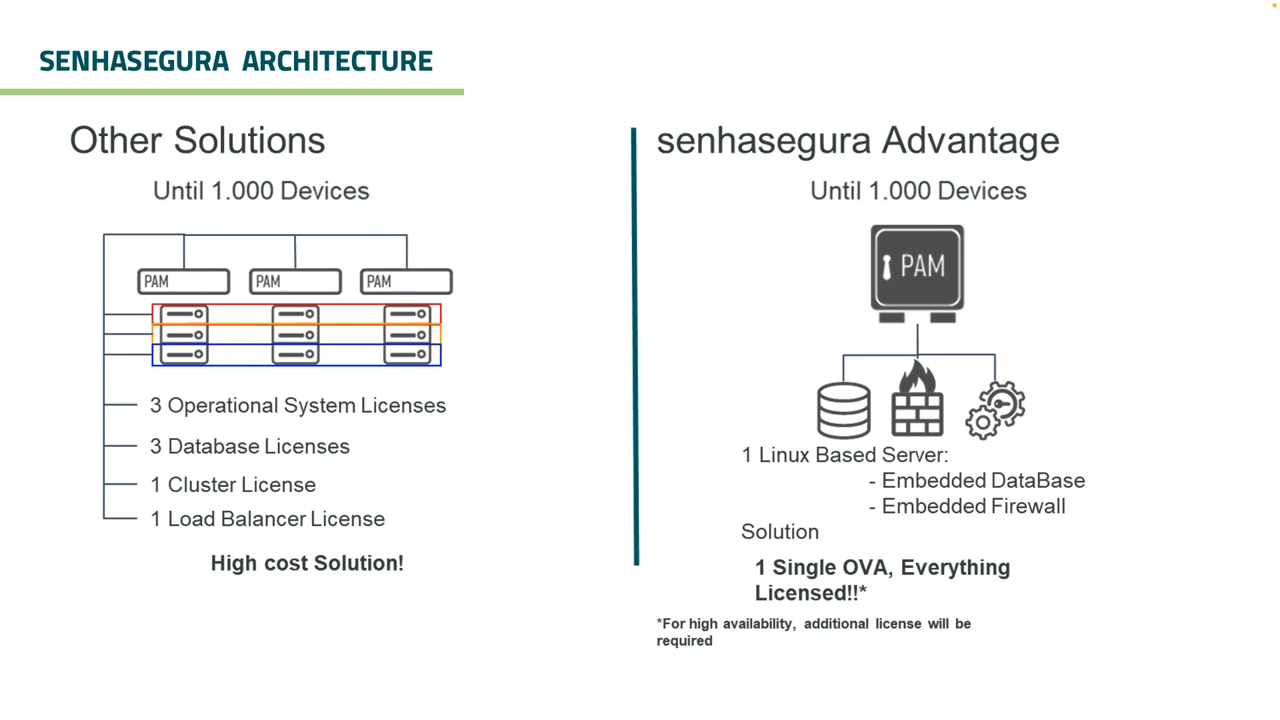 SENHASEGURA ARCHITECTURE
Other Solutions
Until 1.000 Devices
PAM
PAM
PAM
3 Operational System Licenses
3 Database Licenses
1 Cluster License
1 Load Balancer License
High cost Solution!
senhasegura Advantage
Until 1.000 Devices
PAM
1 Linux Based Server:
- Embedded DataBase
- Embedded Firewall
Solution
1 Single OVA, Everything
Licensed!!*
*For high availability, additional license will be
required